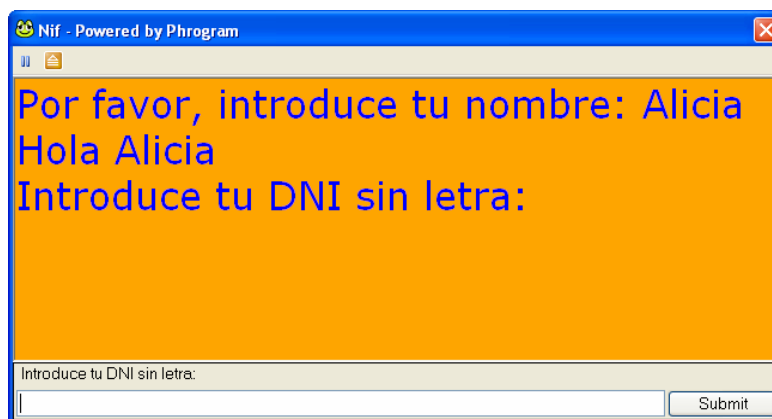 Nif - Powered by Phrogram
Por favor, introduce tu nombre: Alicia
Hola Alicia
Introduce tu DNI sin letra:
Introduce tu DNI sin letra:
Submit